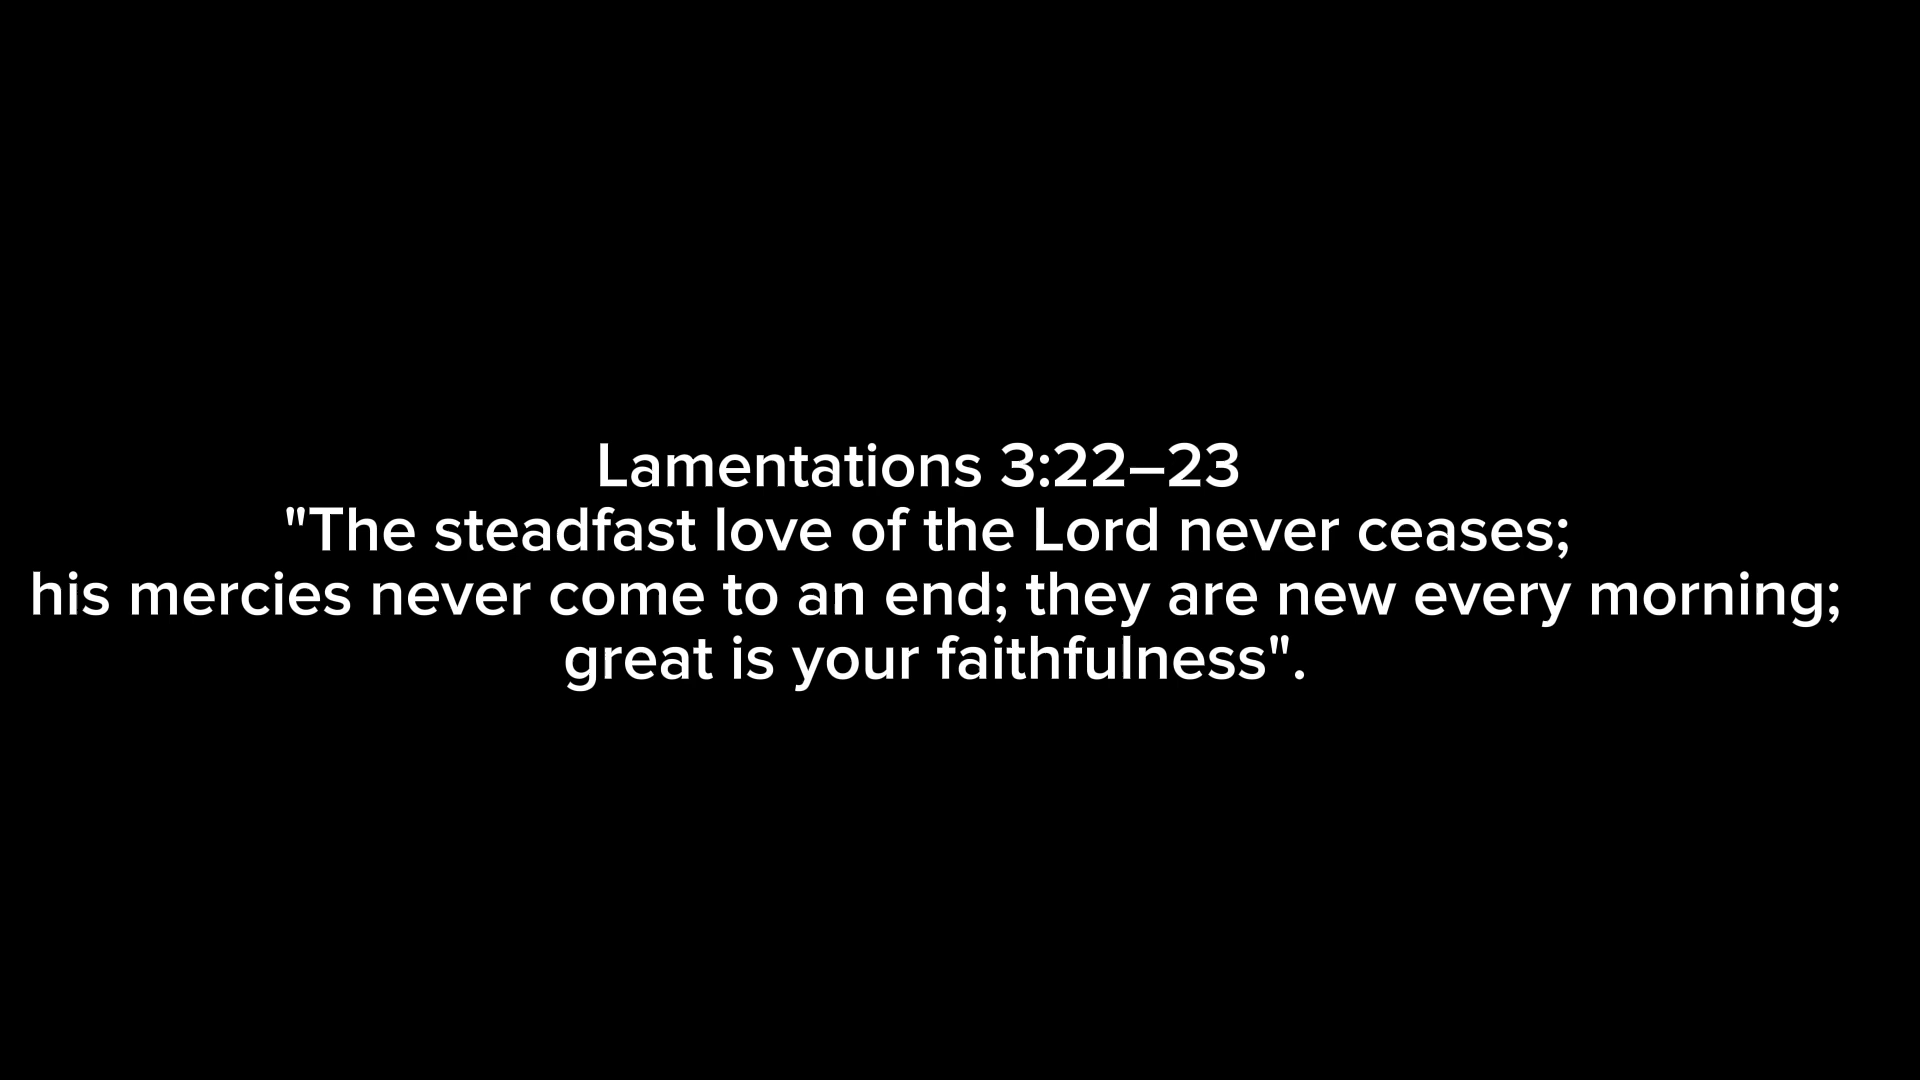 Lamentations 3:22–23
"The steadfast love of the Lord never ceases;
his mercies never come to an end; they are new every morning;
great is your faithfulness".